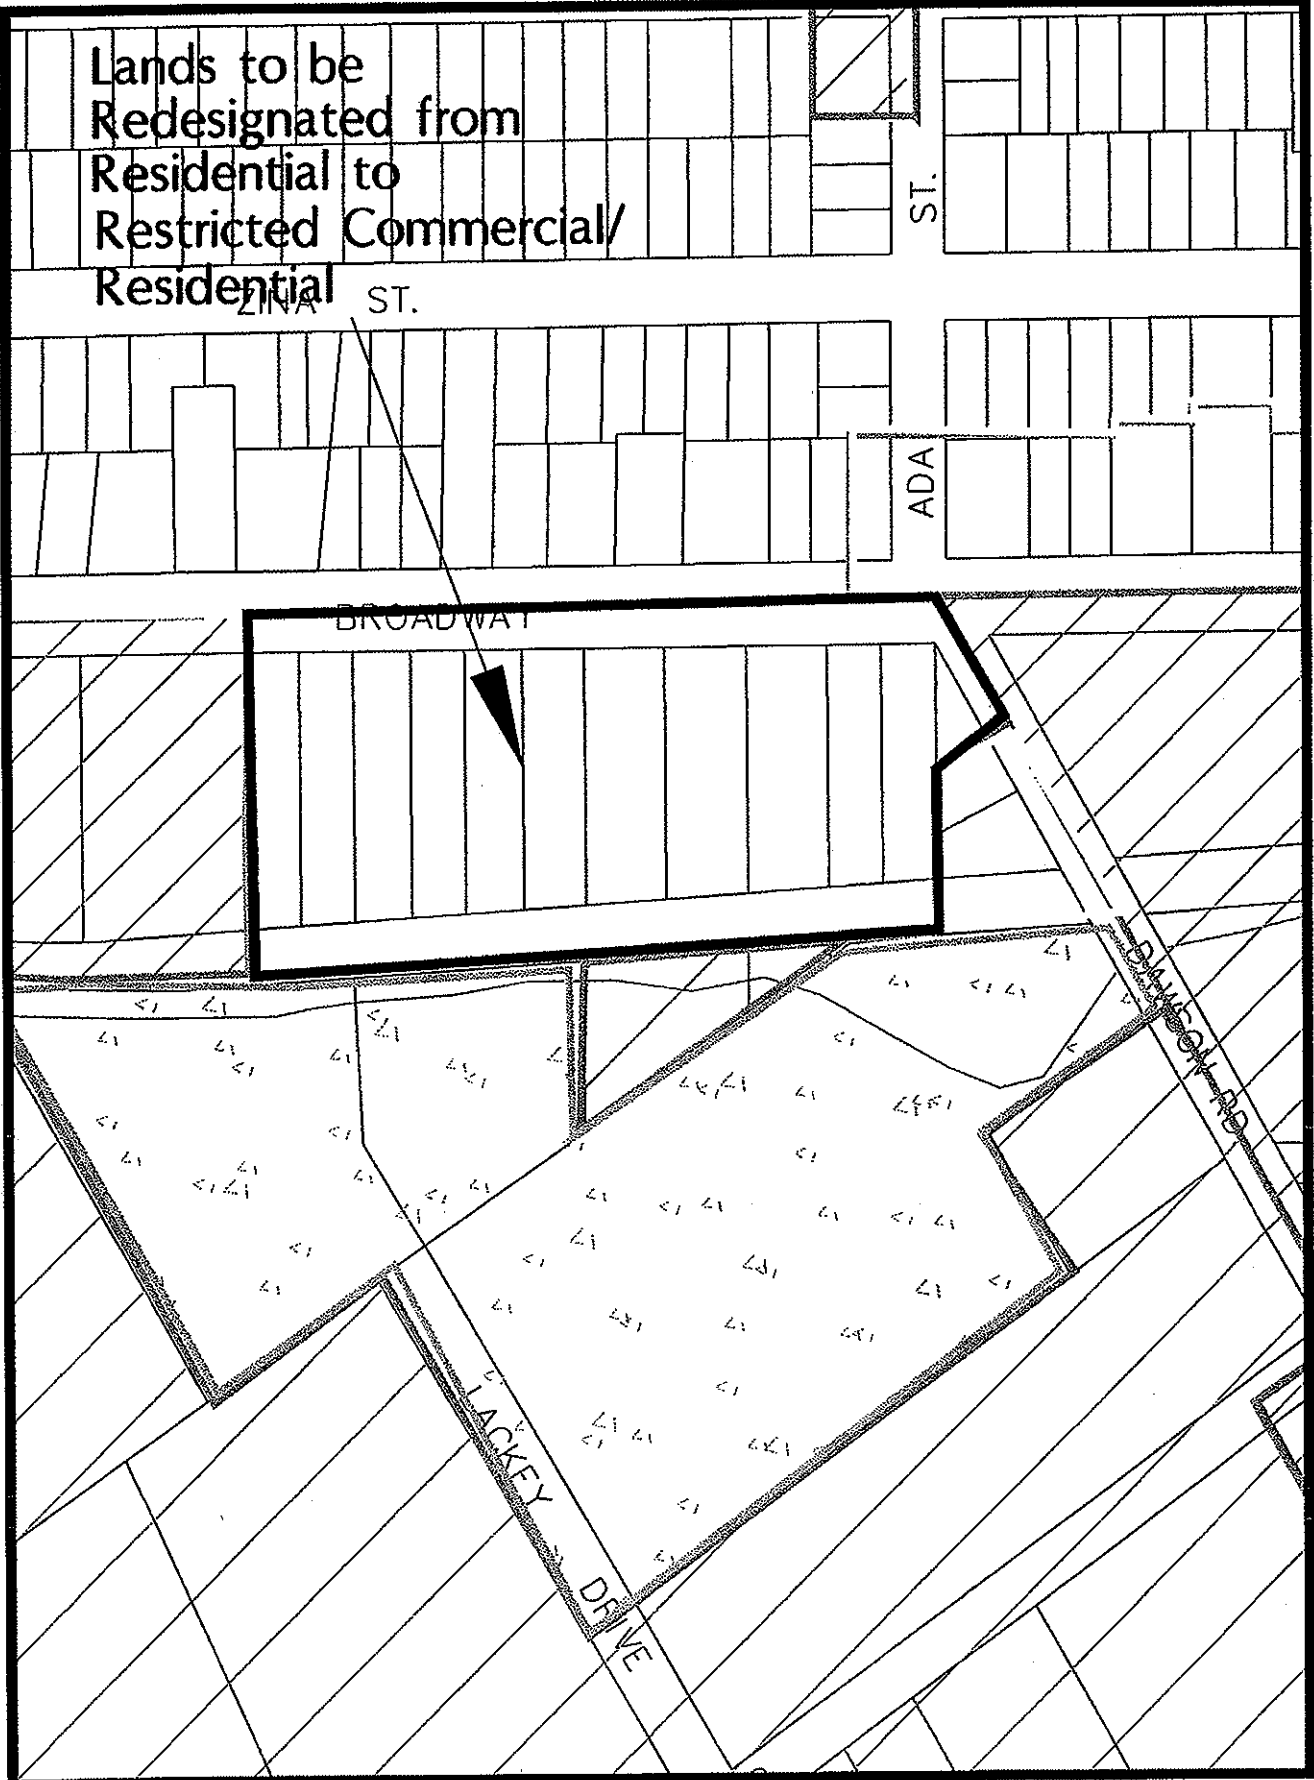 Lands to be
Redesignated from
Residential to
Restricted Commercial/
Residential
ZINA ST.
ST.
ADA
BROADWAY
DAWSON RD
LACKEY DRIVE